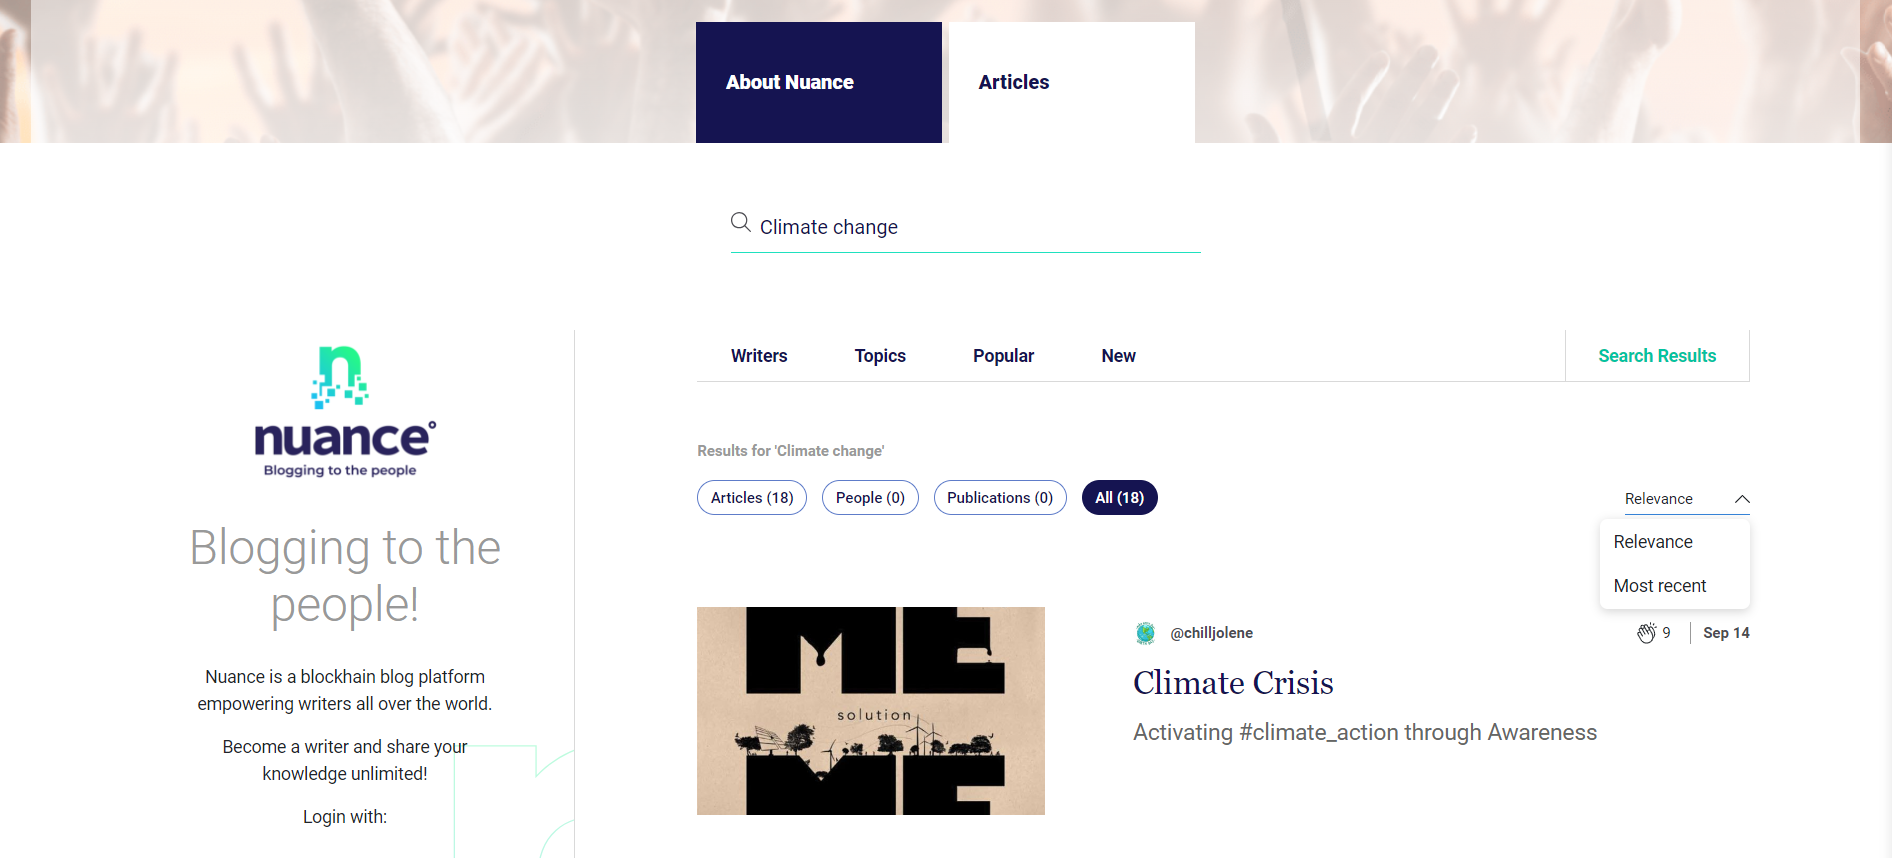 About Nuance
Articles
Climate change
nuance°
Blogging to the people
Blogging to the
people!
Nuance is a blockhain blog platform
empowering writers all over the world.
Become a writer and share your
knowledge unlimited!
Login with:
Writers
Topics
Popular
New
Search Results
Results for 'Climate change'
Articles (18)
People (0)
Publications (0)
All (18)
Relevance
Relevance
Most recent
ME
solution
@chilljolene
9
Sep 14
Climate Crisis
Activating #climate_action through Awareness